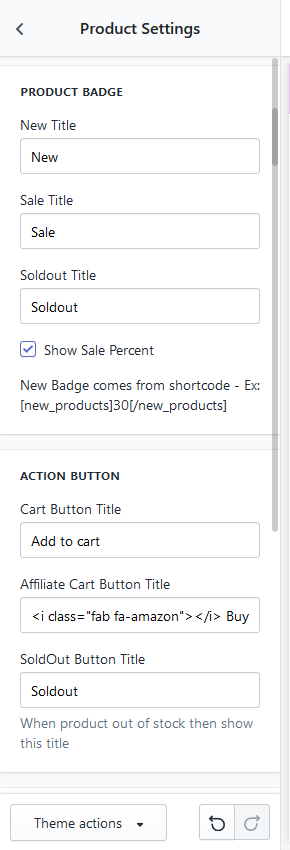 Product Settings
PRODUCT BADGE
New Title
New
Sale Title
Sale
Soldout Title
Soldout
Show Sale Percent
New Badge comes from shortcode - Ex:
[new_products]30[/new_products]
ACTION BUTTON
Cart Button Title
Add to cart
Affiliate Cart Button Title
<i class="fab fa-amazon"></i> Buy
SoldOut Button Title
Soldout
When product out of stock then show
this title
Theme actions